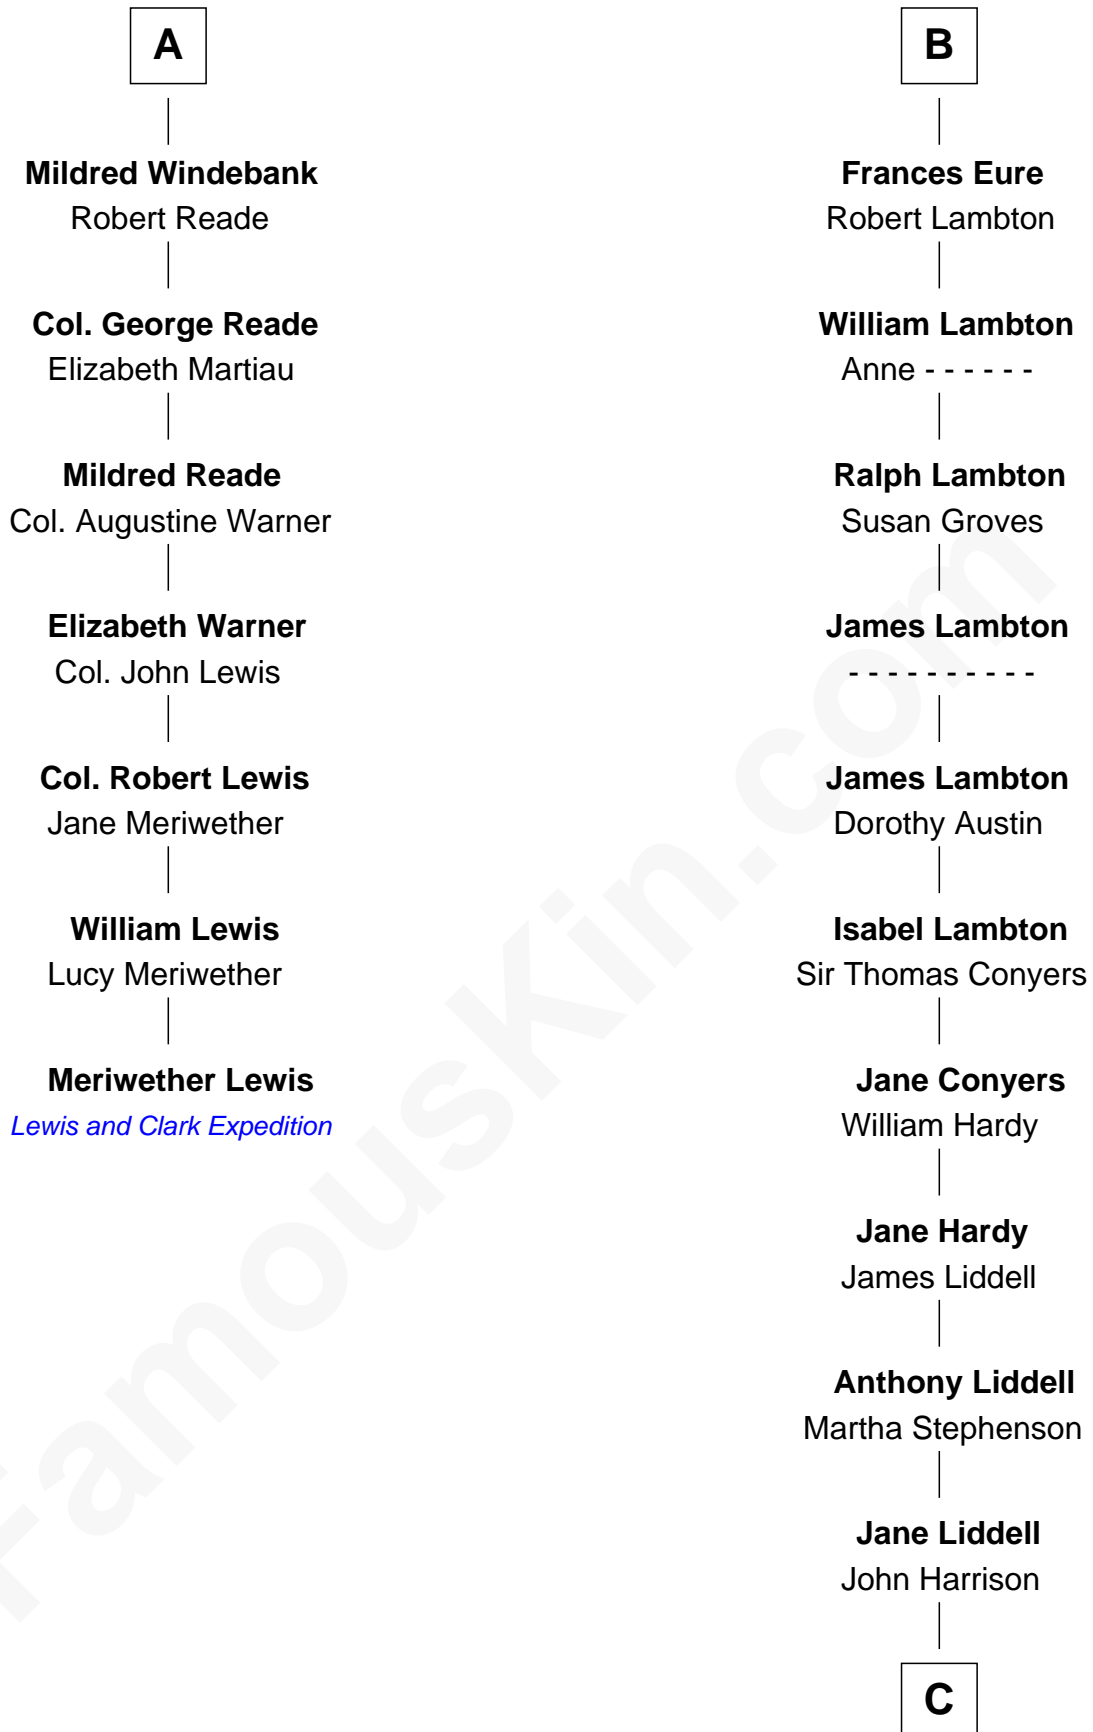 A
Mildred Windebank
Robert Reade
Col. George Reade
Elizabeth Martiau
Mildred Reade
Col. Augustine Warner
Elizabeth Warner
Col. John Lewis
Col. Robert Lewis
Jane Meriwether
William Lewis
Lucy Meriwether
Meriwether Lewis
Lewis and Clark Expedition
B
Frances Eure
Robert Lambton
William Lambton
Anne - - - - - -
Ralph Lambton
Susan Groves
James Lambton
- - - - - - - - - -
James Lambton
Dorothy Austin
Isabel Lambton
Sir Thomas Conyers
Jane Conyers
William Hardy
Jane Hardy
James Liddell
Anthony Liddell
Martha Stephenson
Jane Liddell
John Harrison
C
FamousKin.com